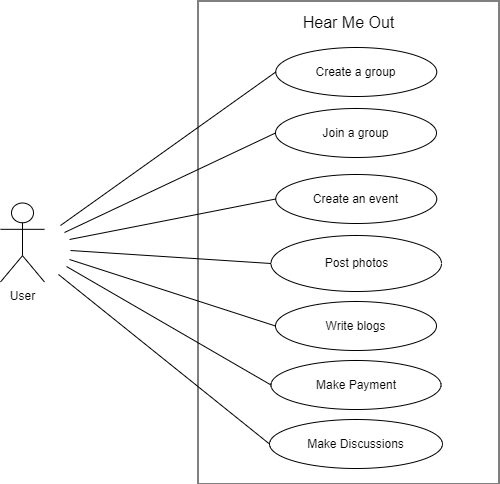 Hear Me Out
Create a group
Join a group
Create an event
Post photos
User
Write blogs
Make Payment
Make Discussions